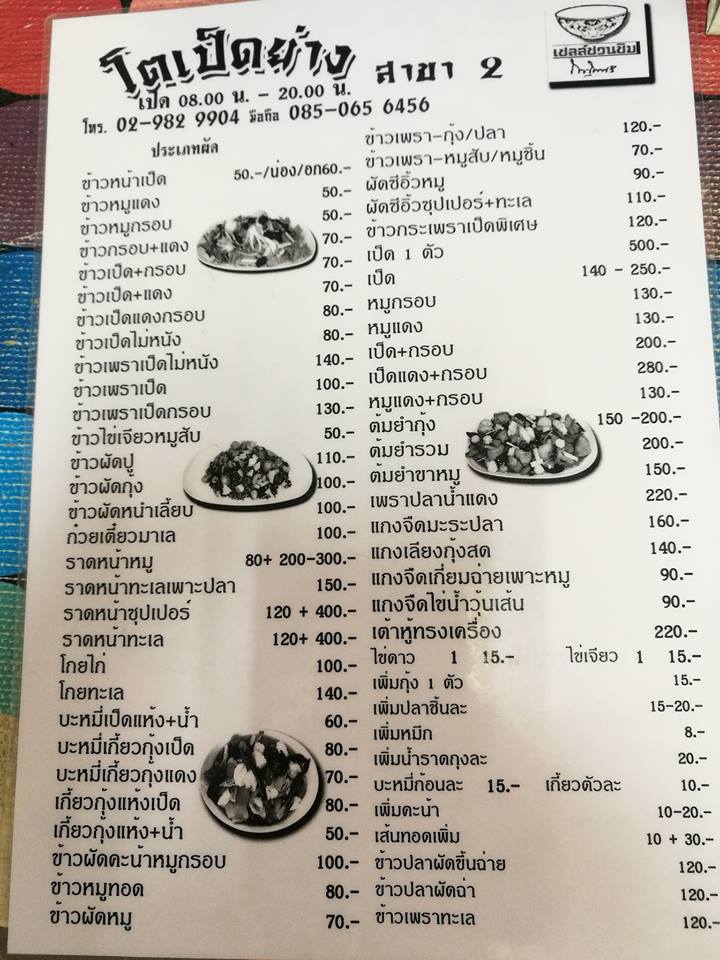 โตเป็ดย่าง สาขา 2
เชลล์ชวนชิม
เปิด 08.00 น. - 20.00 น.
โทร. 02-982 9904 มือถือ 085-065 6456
ประเภทผัด
ข้าวหน้าเป็ด 50.-/น่อง/อก60.-
ข้าวหมูแดง 50.-
ข้าวหมูกรอบ 50.-
ข้าวกรอบ+แดง 70.-
ข้าวเป็ด+กรอบ 70.-
ข้าวเป็ด+แดง 70.-
ข้าวเป็ดแดงกรอบ 80.-
ข้าวเป็ดไม่หนัง 80.-
ข้าวเพราเป็ดไม่หนัง 140.-
ข้าวเพราเป็ด 100.-
ข้าวเพราเป็ดกรอบ 130.-
ข้าวไข่เจียวหมูสับ 50.-
ข้าวผัดปู 110.-
ข้าวผัดกุ้ง 100.-
ข้าวผัดหนำเลี้ยบ 100.-
ก๋วยเตี๋ยวมาเล 100.-
ราดหน้าหมู 80+ 200-300.-
ราดหน้าทะเลเพาะปลา 150.-
ราดหน้าซุปเปอร์ 120 + 400.-
ราดหน้าทะเล 120+ 400.-
โกยไก่ 100.-
โกยทะเล 140.-
บะหมี่เป็ดแห้ง+น้ำ 60.-
บะหมี่เกี้ยวกุ้งเป็ด 80.-
บะหมี่เกี้ยวกุ้งแดง 70.-
เกี้ยวกุ้งแห้งเป็ด 80.-
เกี้ยวกุ้งแห้ง+น้ำ 50.-
ข้าวผัดคะน้าหมูกรอบ 100.-
ข้าวหมูทอด 80.-
ข้าวผัดหมู 70.-
ข้าวเพรา-กุ้ง/ปลา 120.-
ข้าวเพรา-หมูสับ/หมูชิ้น 70.-
ผัดซีอิ้วหมู 90.-
ผัดซีอิ้วซุปเปอร์+ทะเล 110.-
ข้าวกระเพราเป็ดพิเศษ 120.-
เป็ด 1 ตัว 500.-
เป็ด 140 - 250.-
หมูกรอบ 130.-
หมูแดง 130.-
เป็ด+กรอบ 200.-
เป็ดแดง+กรอบ 280.-
หมูแดง+กรอบ 130.-
ต้มยำกุ้ง 150 -200.-
ต้มยำรวม 200.-
ต้มยำขาหมู 150.-
เพราปลาน้ำแดง 220.-
แกงจืดมะระปลา 160.-
แกงเลียงกุ้งสด 140.-
แกงจืดเกี่ยมฉ่ายเพาะหมู 90.-
แกงจืดไข่น้ำวุ้นเส้น 90.-
เต้าหู้ทรงเครื่อง 220.-
ไข่ดาว 1 15.- ไข่เจียว 1 15.-
เพิ่มกุ้ง 1 ตัว 15.-
เพิ่มปลาชิ้นละ 15-20.-
เพิ่มหมึก 8.-
เพิ่มน้ำราดถุงละ 20.-
บะหมี่ก้อนละ 15.- เกี้ยวตัวละ 10.-
เพิ่มคะน้า 10-20.-
เส้นทอดเพิ่ม 10 + 30.-
ข้าวปลาผัดขึ้นฉ่าย 120.-
ข้าวปลาผัดฉ่า 120.-
ข้าวเพราทะเล 120.-